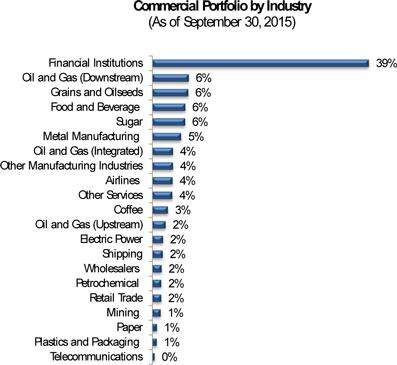 Commercial Portfolio by Industry
(As of September 30, 2015)
Financial Institutions 39%
Oil and Gas (Downstream) 6%
Grains and Oilseeds 6%
Food and Beverage 6%
Sugar 6%
Metal Manufacturing 5%
Oil and Gas (Integrated) 4%
Other Manufacturing Industries 4%
Airlines 4%
Other Services 4%
Coffee 3%
Oil and Gas (Upstream) 2%
Electric Power 2%
Shipping 2%
Wholesalers 2%
Petrochemical 2%
Retail Trade 2%
Mining 1%
Paper 1%
Plastics and Packaging 1%
Telecommunications 0%